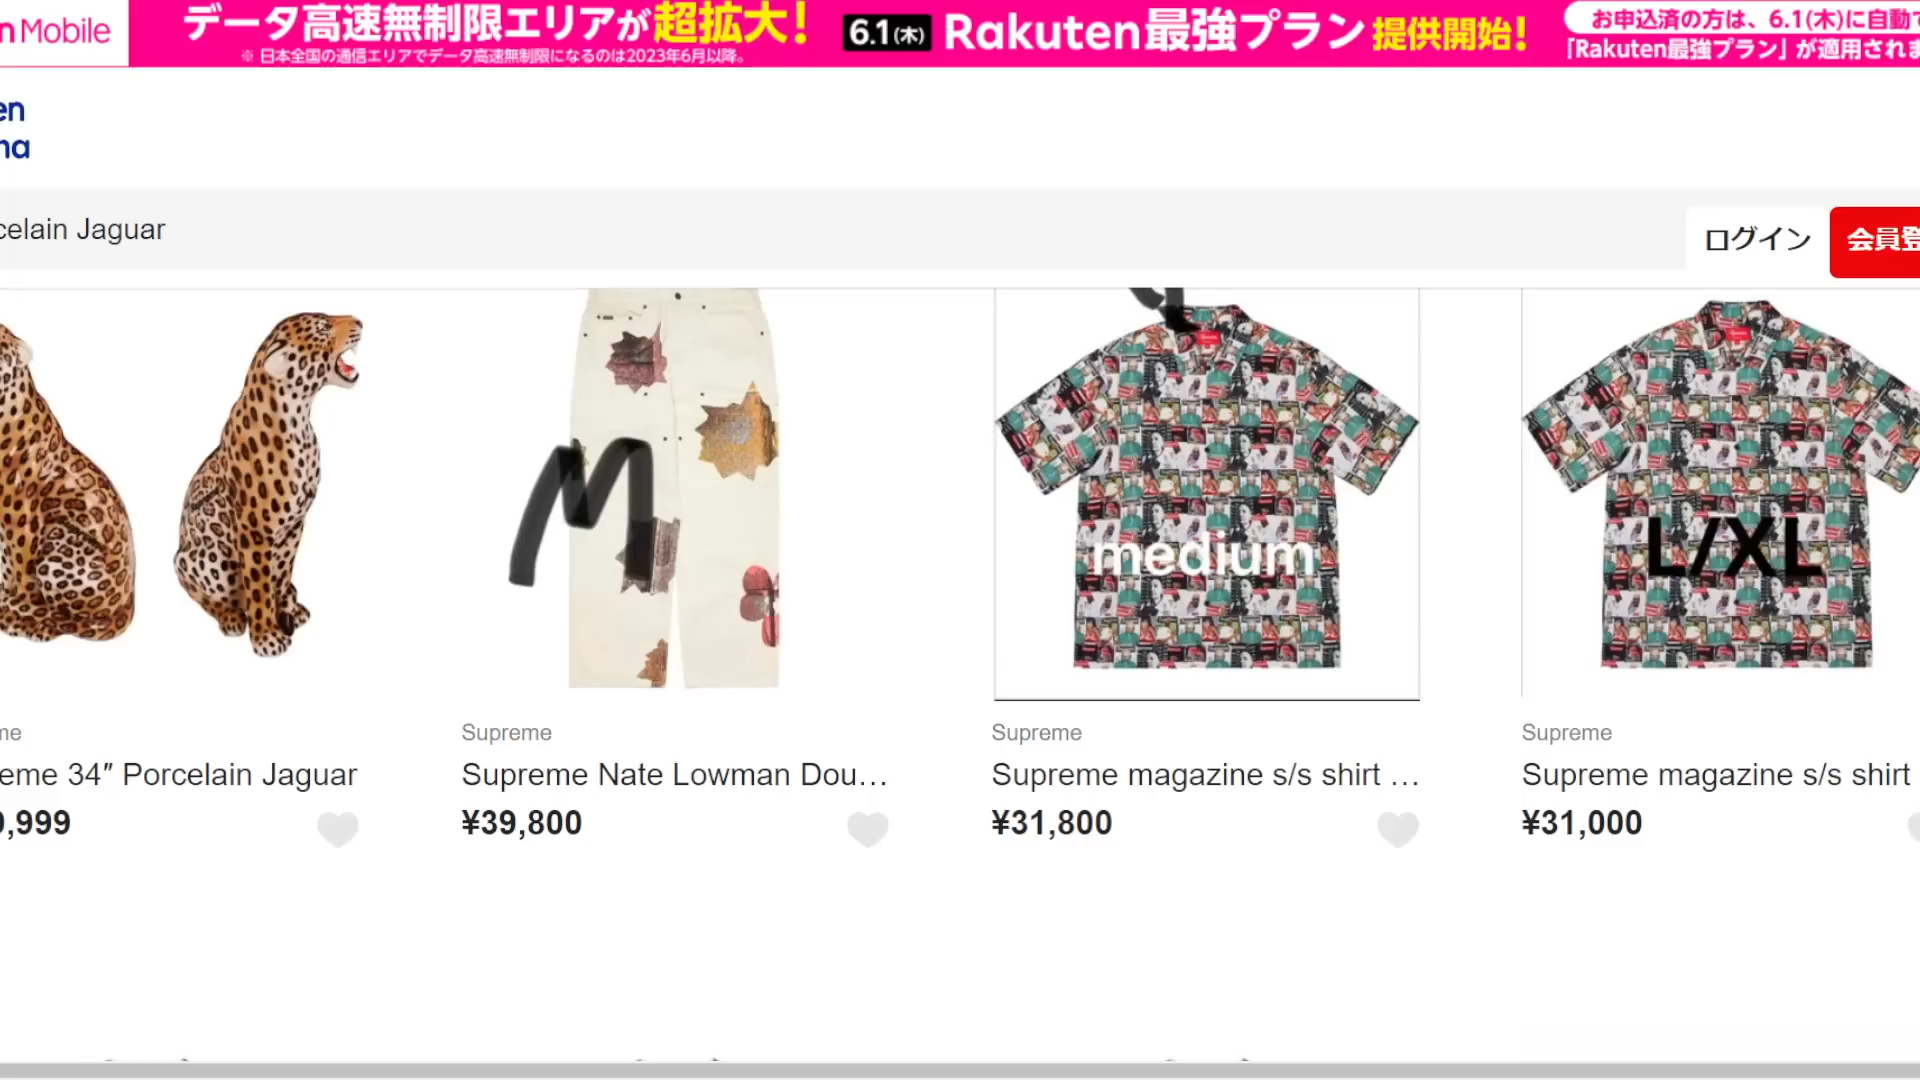 n Mobile
データ高速無制限エリアが超拡大!
※ 日本全国の通信エリアでデータ高速無制限になるのは2023年6月以降。
6.1(木) Rakuten最強プラン 提供開始!
お申込済の方は、6.1(木)に自動で
「Rakuten最強プラン」が適用されま
en
na
celain Jaguar
ログイン
会員登
M
medium
L/XL
me
eme 34″ Porcelain Jaguar
9,999
Supreme
Supreme Nate Lowman Dou…
¥39,800
Supreme
Supreme magazine s/s shirt …
¥31,800
Supreme
Supreme magazine s/s shirt
¥31,000